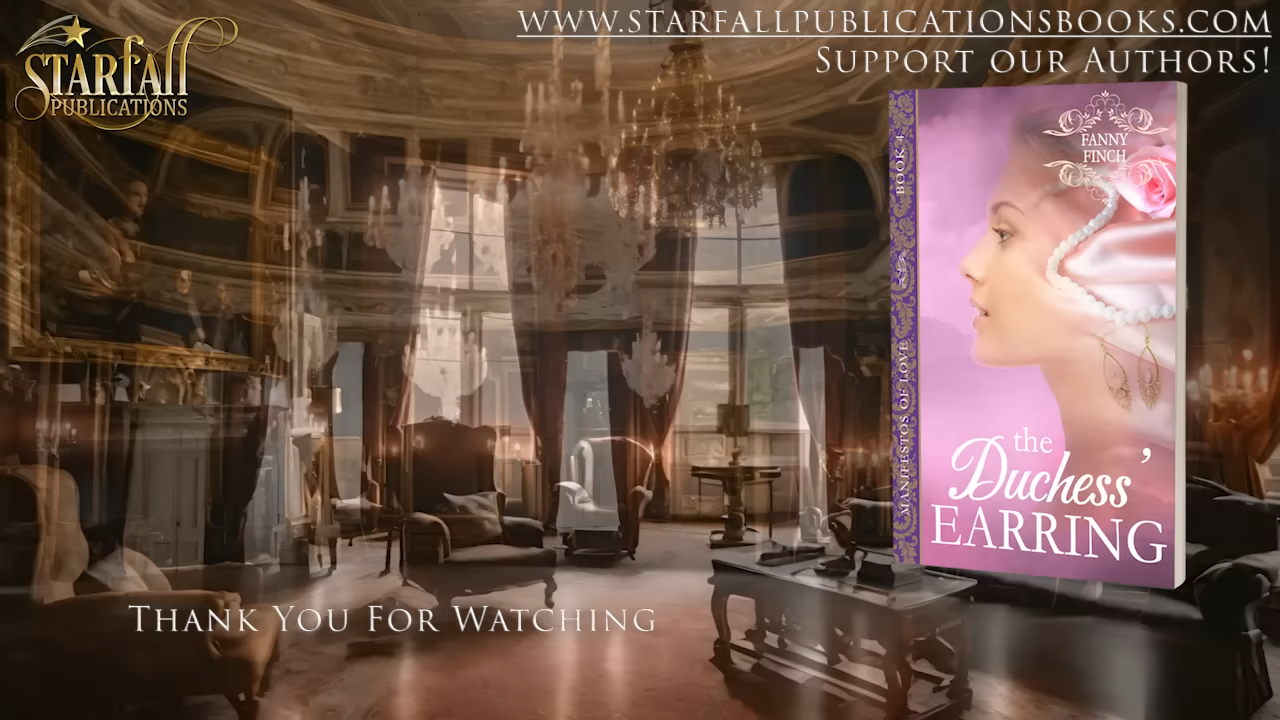 STARfall
PUBLICATIONS
WWW.STARFALLPUBLICATIONSBOOKS.COM
SUPPORT OUR AUTHORS!
BOOK 4
MANIFESTOS OF LOVE
FANNY
FINCH
the
Duchess'
EARRING
THANK YOU FOR WATCHING